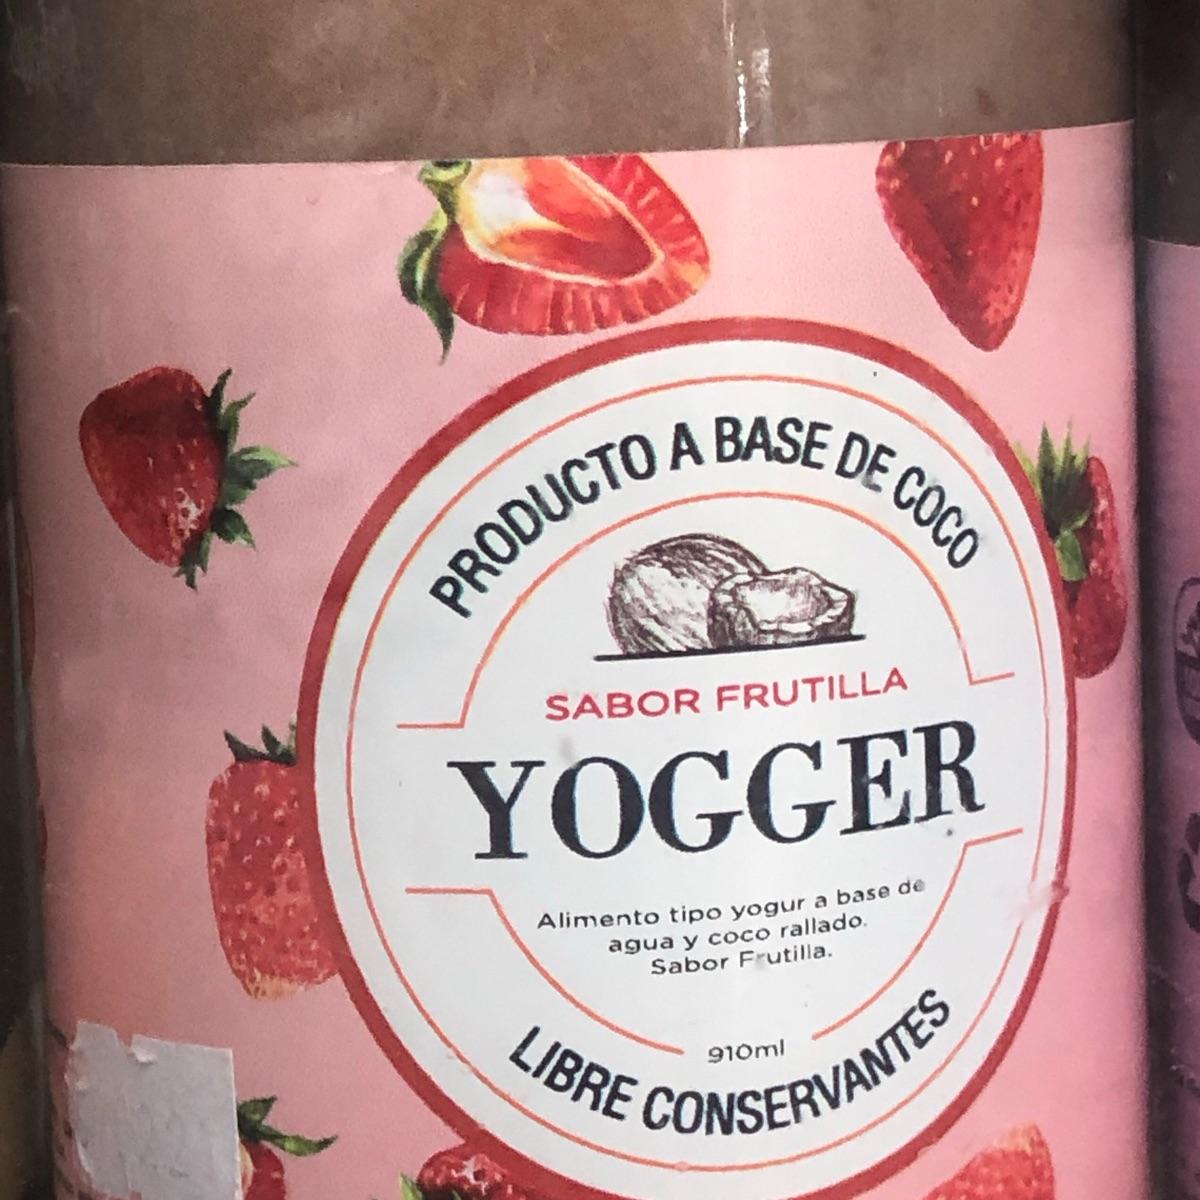 PRODUCTO A BASE DE COCO
SABOR FRUTILLA
YOGGER
Alimento tipo yogur a base de
agua y coco rallado.
Sabor Frutilla.
910ml
LIBRE CONSERVANTES